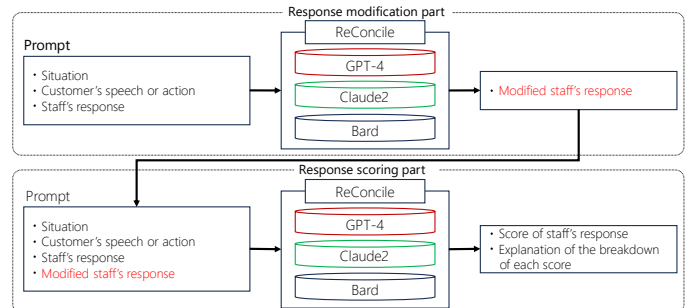 Response modification part
ReConcile
Prompt
・Situation
・Customer's speech or action
・Staff's response
GPT-4
Claude2
Bard
・Modified staff's response
Response scoring part
ReConcile
Prompt
・Situation
・Customer's speech or action
・Staff's response
・Modified staff's response
GPT-4
Claude2
Bard
・Score of staff's response
・Explanation of the breakdown
of each score